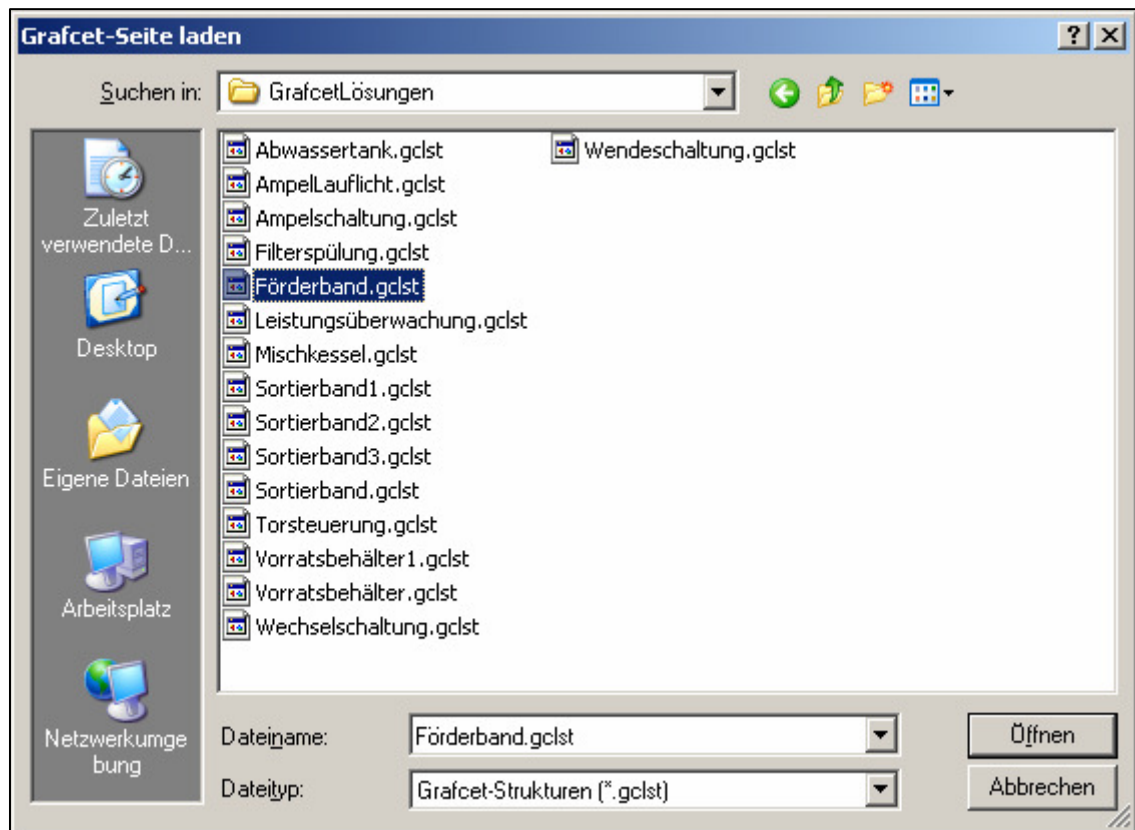 Grafcet-Seite laden
Suchen in:
GrafcetLösungen
Zuletzt
verwendete D...
Desktop
Eigene Dateien
Arbeitsplatz
Netzwerkumge
bung
Abwassertank.gclst
AmpelLauflicht.gclst
Ampelschaltung.gclst
Filterspülung.gclst
Förderband.gclst
Leistungsüberwachung.gclst
Mischkessel.gclst
Sortierband1.gclst
Sortierband2.gclst
Sortierband3.gclst
Sortierband.gclst
Torsteuerung.gclst
Vorratsbehälter1.gclst
Vorratsbehälter.gclst
Wechselschaltung.gclst
Wendeschaltung.gclst
Dateiname:
Förderband.gclst
Öffnen
Dateityp:
Grafcet-Strukturen (*.gclst)
Abbrechen